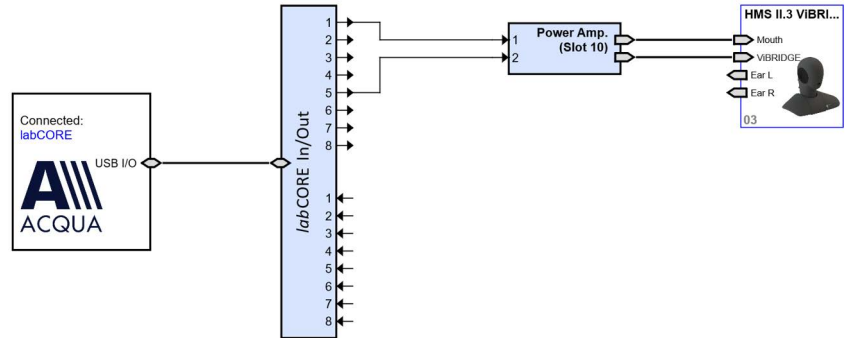 Connected:
labCORE
USB I/O
ACQUA
labCORE In/Out
1
2
3
4
5
6
7
8
1
2
3
4
5
6
7
8
Power Amp.
(Slot 10)
1
2
HMS II.3 ViBRI...
Mouth
ViBRIDGE
Ear L
Ear R
03